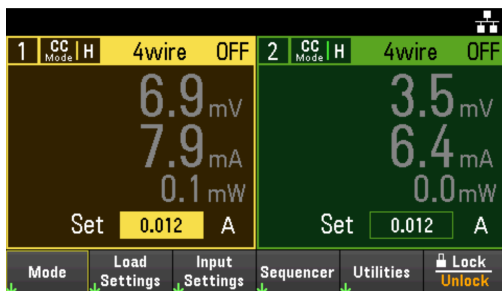 1 CC Mode H 4wire OFF
6.9 mV
7.9 mA
0.1 mW
Set 0.012 A
2 CC Mode H 4wire OFF
3.5 mV
6.4 mA
0.0 mW
Set 0.012 A
Mode
Load Settings
Input Settings
Sequencer
Utilities
Lock
Unlock